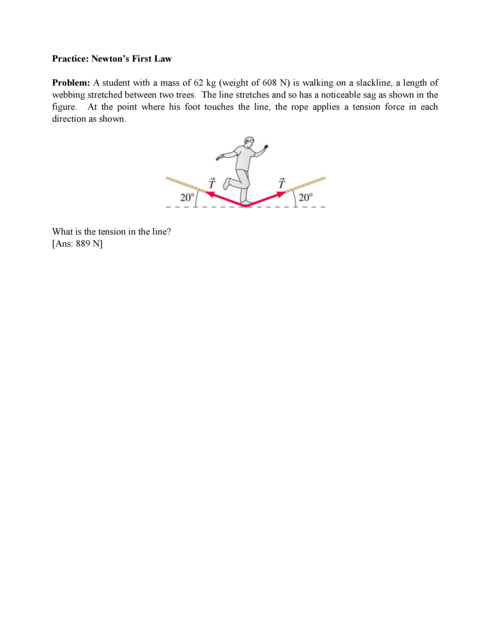 Practice: Newton's First Law
Problem: A student with a mass of 62 kg (weight of 608 N) is walking on a slackline, a length of
webbing stretched between two trees. The line stretches and so has a noticeable sag as shown in the
figure. At the point where his foot touches the line, the rope applies a tension force in each
direction as shown.
T⃗ T⃗
20° 20°
What is the tension in the line?
[Ans: 889 N]